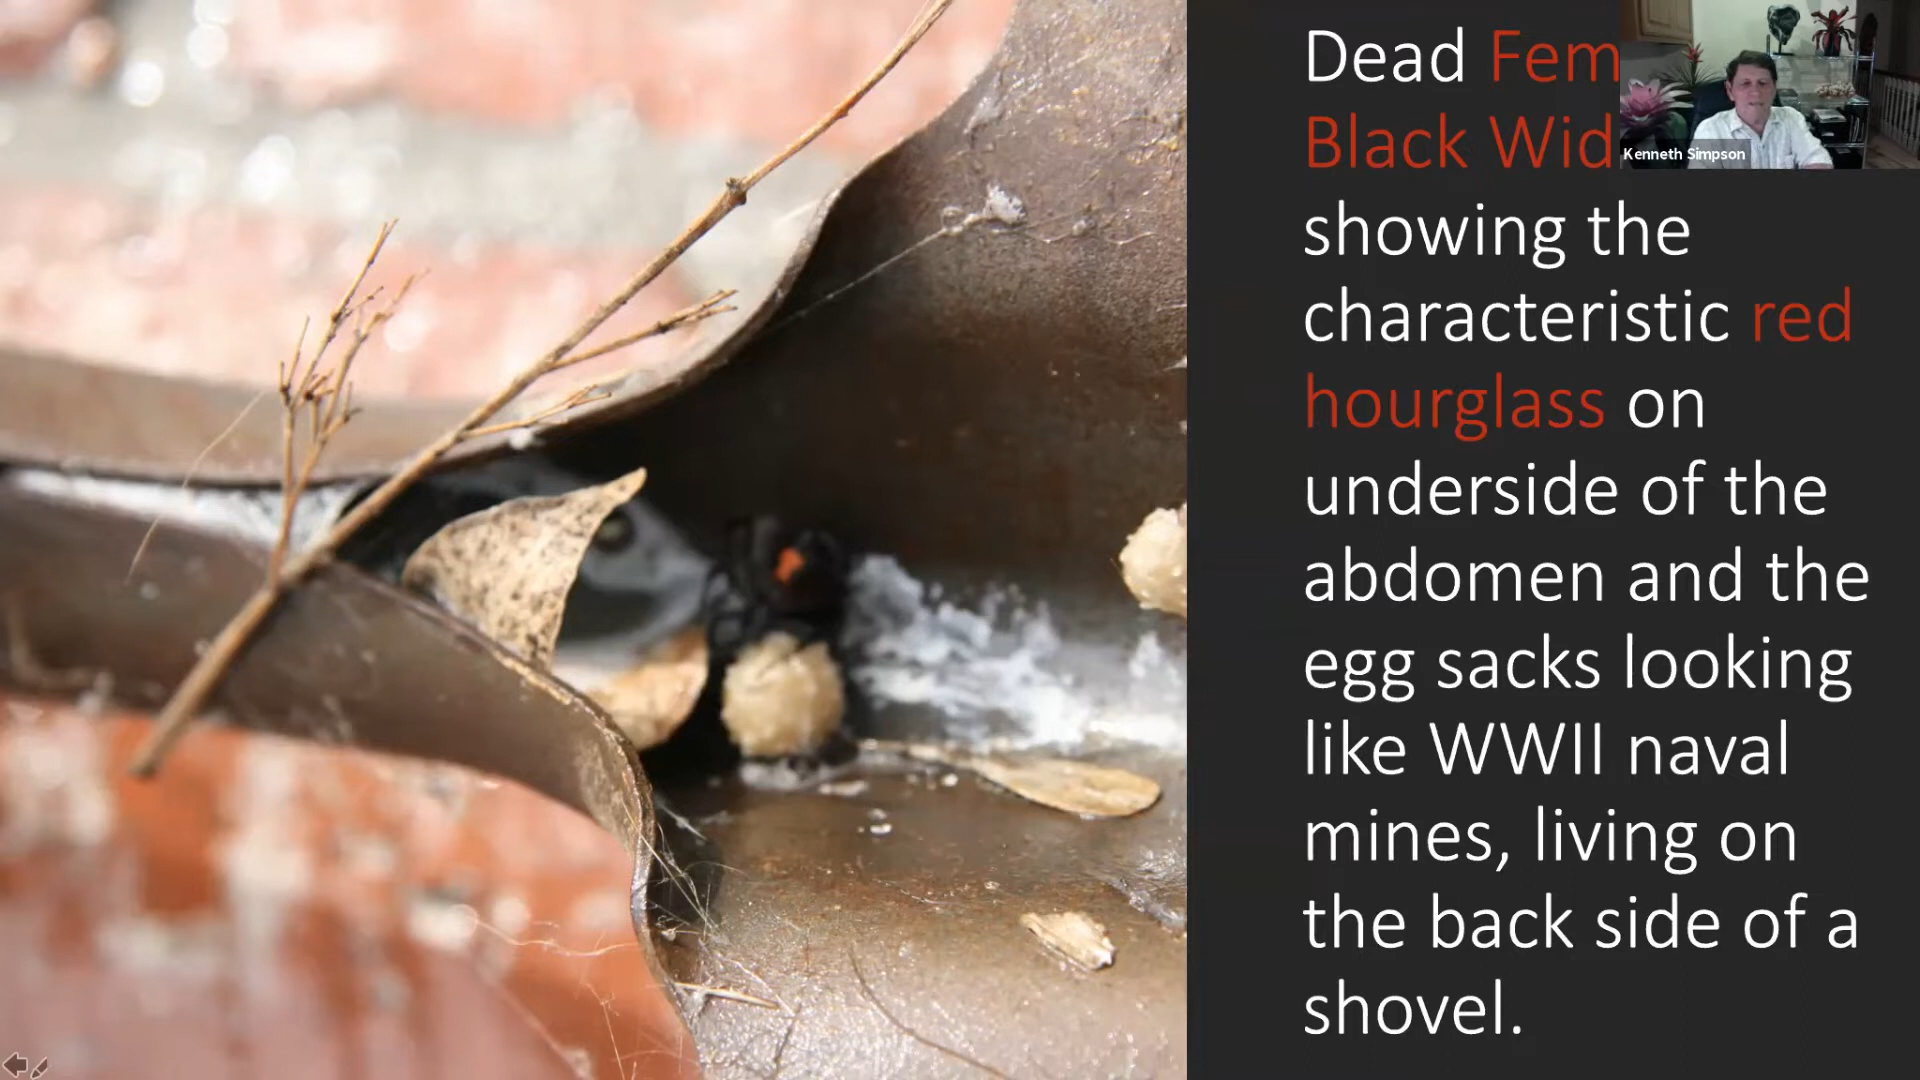 Dead Fem
Black Wid
showing the
characteristic red
hourglass on
underside of the
abdomen and the
egg sacks looking
like WWII naval
mines, living on
the back side of a
shovel.
Kenneth Simpson